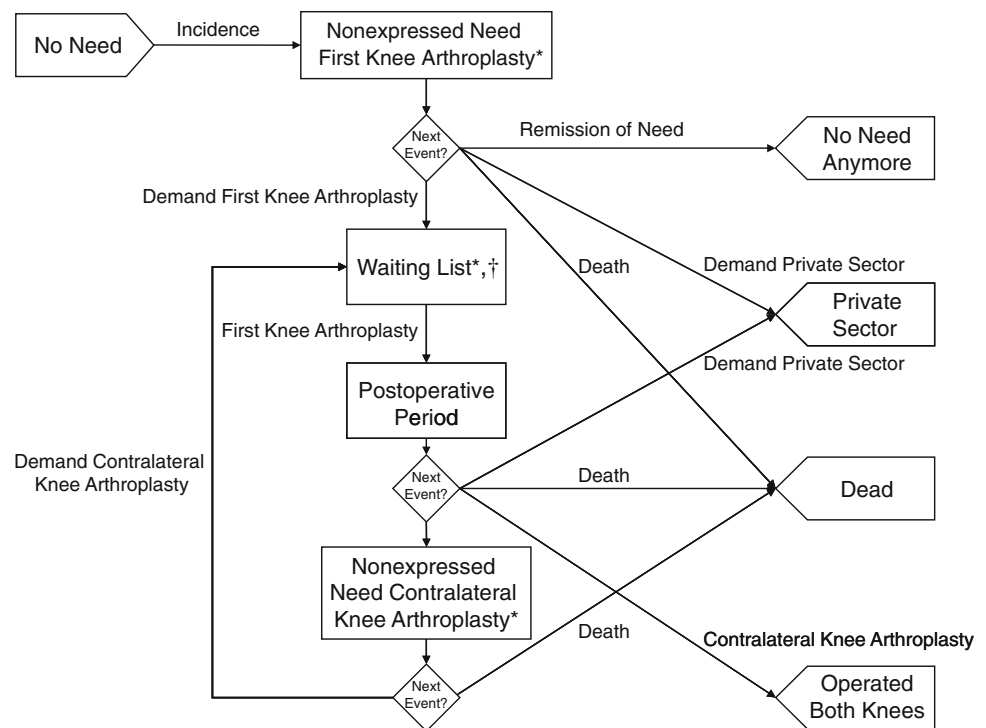 No Need
Incidence
Nonexpressed Need
First Knee Arthroplasty*
Next
Event?
Remission of Need
No Need
Anymore
Demand First Knee Arthroplasty
Waiting List*,†
Death
Demand Private Sector
Private
Sector
First Knee Arthroplasty
Demand Private Sector
Postoperative
Period
Demand Contralateral
Knee Arthroplasty
Next
Event?
Death
Dead
Nonexpressed
Need Contralateral
Knee Arthroplasty*
Death
Contralateral Knee Arthroplasty
Next
Event?
Operated
Both Knees